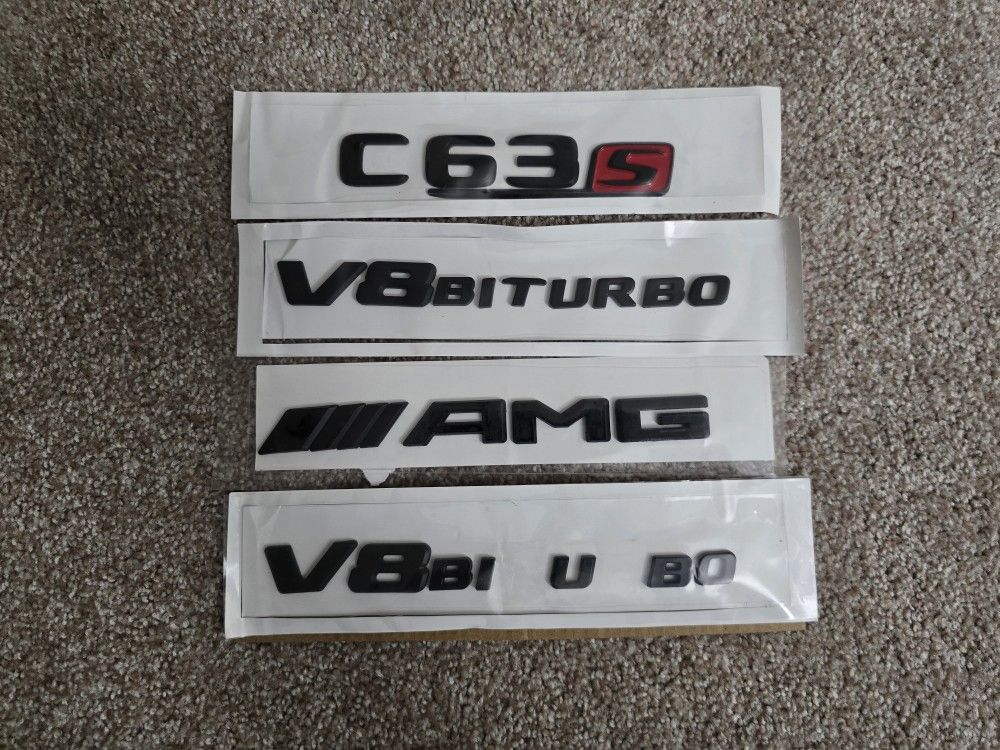 C63S
V8BITURBO
AMG
V8BI U BO